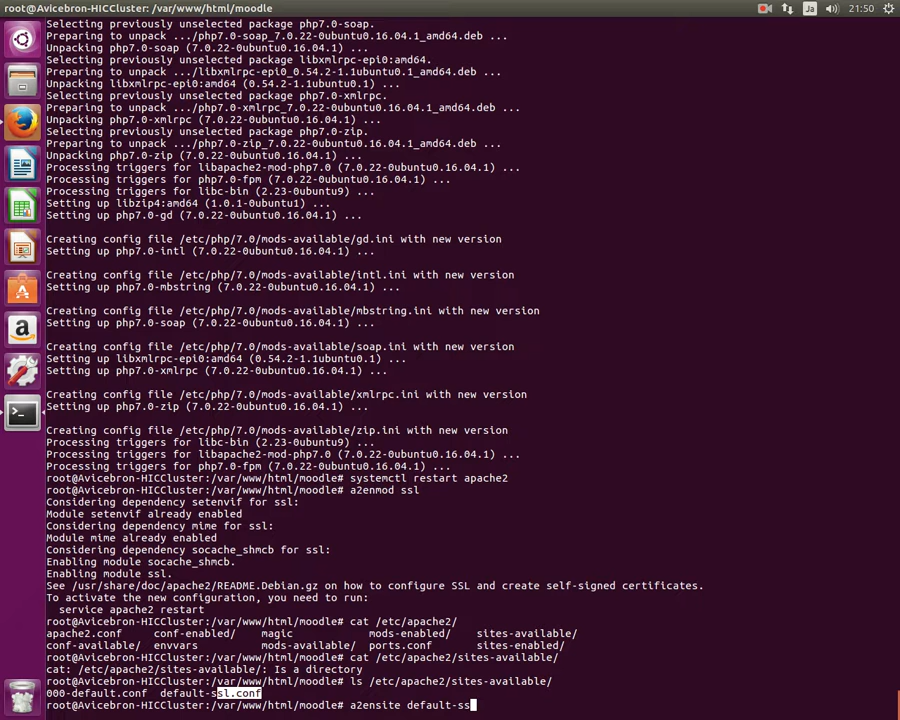 root@Avicebron-HICCluster: /var/www/html/moodle
Ja
21:50
Selecting previously unselected package php7.0-soap.
Preparing to unpack .../php7.0-soap_7.0.22-0ubuntu0.16.04.1_amd64.deb ...
Unpacking php7.0-soap (7.0.22-0ubuntu0.16.04.1) ...
Selecting previously unselected package libxmlrpc-epi0:amd64.
Preparing to unpack .../libxmlrpc-epi0_0.54.2-1.1ubuntu0.1_amd64.deb ...
Unpacking libxmlrpc-epi0:amd64 (0.54.2-1.1ubuntu0.1) ...
Selecting previously unselected package php7.0-xmlrpc.
Preparing to unpack .../php7.0-xmlrpc_7.0.22-0ubuntu0.16.04.1_amd64.deb ...
Unpacking php7.0-xmlrpc (7.0.22-0ubuntu0.16.04.1) ...
Selecting previously unselected package php7.0-zip.
Preparing to unpack .../php7.0-zip_7.0.22-0ubuntu0.16.04.1_amd64.deb ...
Unpacking php7.0-zip (7.0.22-0ubuntu0.16.04.1) ...
Processing triggers for libapache2-mod-php7.0 (7.0.22-0ubuntu0.16.04.1) ...
Processing triggers for php7.0-fpm (7.0.22-0ubuntu0.16.04.1) ...
Processing triggers for libc-bin (2.23-0ubuntu9) ...
Setting up libzip4:amd64 (1.0.1-0ubuntu1) ...
Setting up php7.0-gd (7.0.22-0ubuntu0.16.04.1) ...
Creating config file /etc/php/7.0/mods-available/gd.ini with new version
Setting up php7.0-intl (7.0.22-0ubuntu0.16.04.1) ...
Creating config file /etc/php/7.0/mods-available/intl.ini with new version
Setting up php7.0-mbstring (7.0.22-0ubuntu0.16.04.1) ...
Creating config file /etc/php/7.0/mods-available/mbstring.ini with new version
Setting up php7.0-soap (7.0.22-0ubuntu0.16.04.1) ...
Creating config file /etc/php/7.0/mods-available/soap.ini with new version
Setting up libxmlrpc-epi0:amd64 (0.54.2-1.1ubuntu0.1) ...
Setting up php7.0-xmlrpc (7.0.22-0ubuntu0.16.04.1) ...
Creating config file /etc/php/7.0/mods-available/xmlrpc.ini with new version
Setting up php7.0-zip (7.0.22-0ubuntu0.16.04.1) ...
Creating config file /etc/php/7.0/mods-available/zip.ini with new version
Processing triggers for libc-bin (2.23-0ubuntu9) ...
Processing triggers for libapache2-mod-php7.0 (7.0.22-0ubuntu0.16.04.1) ...
Processing triggers for php7.0-fpm (7.0.22-0ubuntu0.16.04.1) ...
root@Avicebron-HICCluster:/var/www/html/moodle# systemctl restart apache2
root@Avicebron-HICCluster:/var/www/html/moodle# a2enmod ssl
Considering dependency setenvif for ssl:
Module setenvif already enabled
Considering dependency mime for ssl:
Module mime already enabled
Considering dependency socache_shmcb for ssl:
Enabling module socache_shmcb.
Enabling module ssl.
See /usr/share/doc/apache2/README.Debian.gz on how to configure SSL and create self-signed certificates.
To activate the new configuration, you need to run:
  service apache2 restart
root@Avicebron-HICCluster:/var/www/html/moodle# cat /etc/apache2/
apache2.conf     conf-enabled/    magic            mods-enabled/    sites-available/
conf-available/  envvars          mods-available/  ports.conf       sites-enabled/
root@Avicebron-HICCluster:/var/www/html/moodle# cat /etc/apache2/sites-available/
cat: /etc/apache2/sites-available/: Is a directory
root@Avicebron-HICCluster:/var/www/html/moodle# ls /etc/apache2/sites-available/
000-default.conf  default-ssl.conf
root@Avicebron-HICCluster:/var/www/html/moodle# a2ensite default-ss